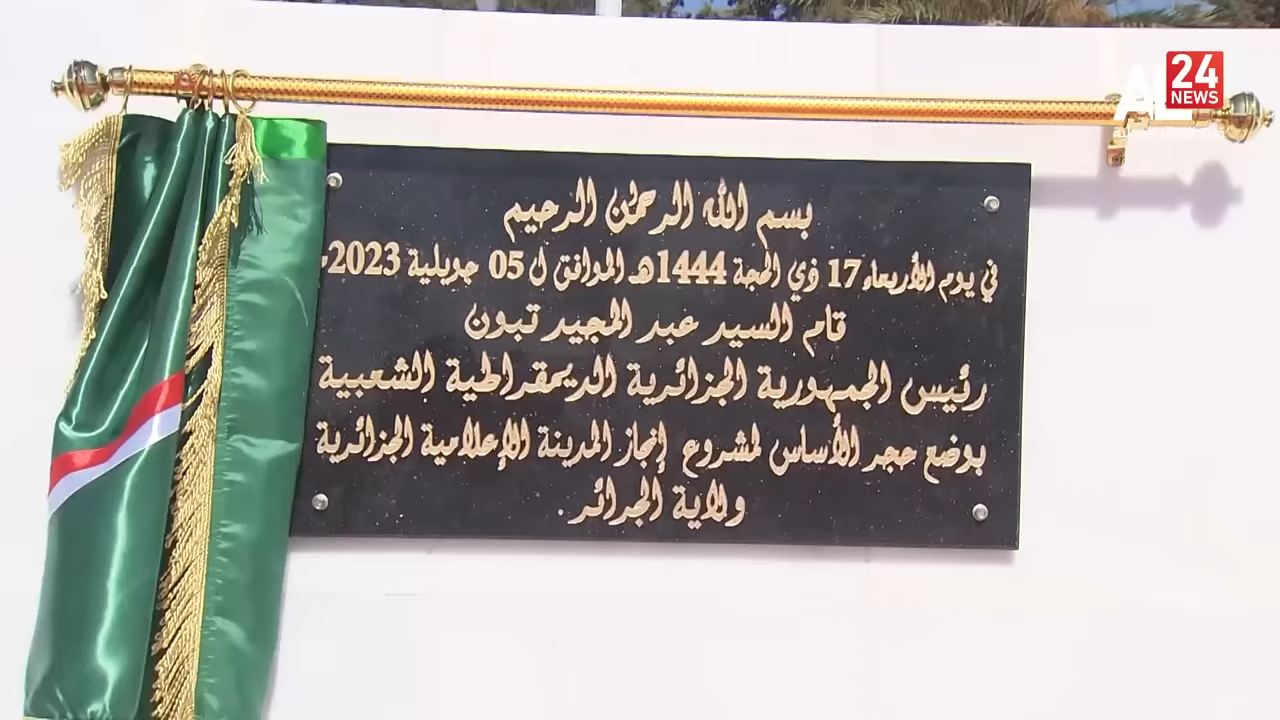 AL
24
NEWS
بسم الله الرحمن الرحيم
في يوم الأربعاء 17 ذي الحجة 1444هـ الموافق ل 05 جويلية 2023
قام السيد عبد المجيد تبون
رئيس الجمهورية الجزائرية الديمقراطية الشعبية
بوضع حجر الأساس لمشروع إنجاز المدينة الإعلامية الجزائرية
ولاية الجزائر.